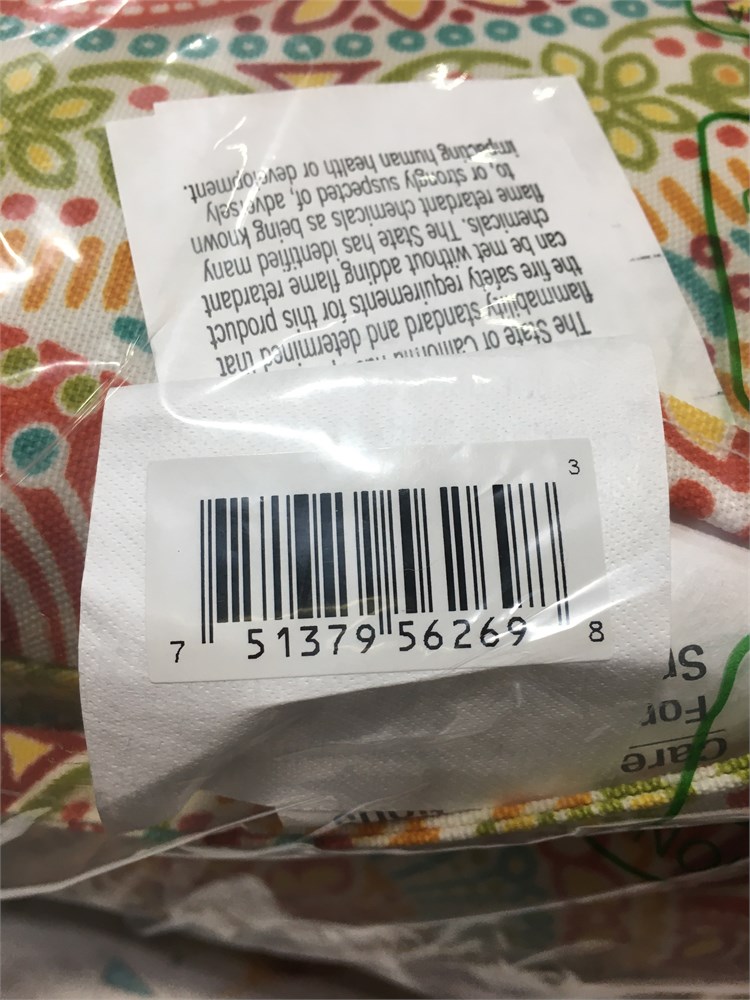 The State of California has
flammability standard and determined that
the fire safety requirements for this product
can be met without adding flame retardant
chemicals. The State has identified many
flame retardant chemicals as being known
to, or strongly suspected of, adversely
impacting human health or development.
3
7 51379 56269 8
Care
For